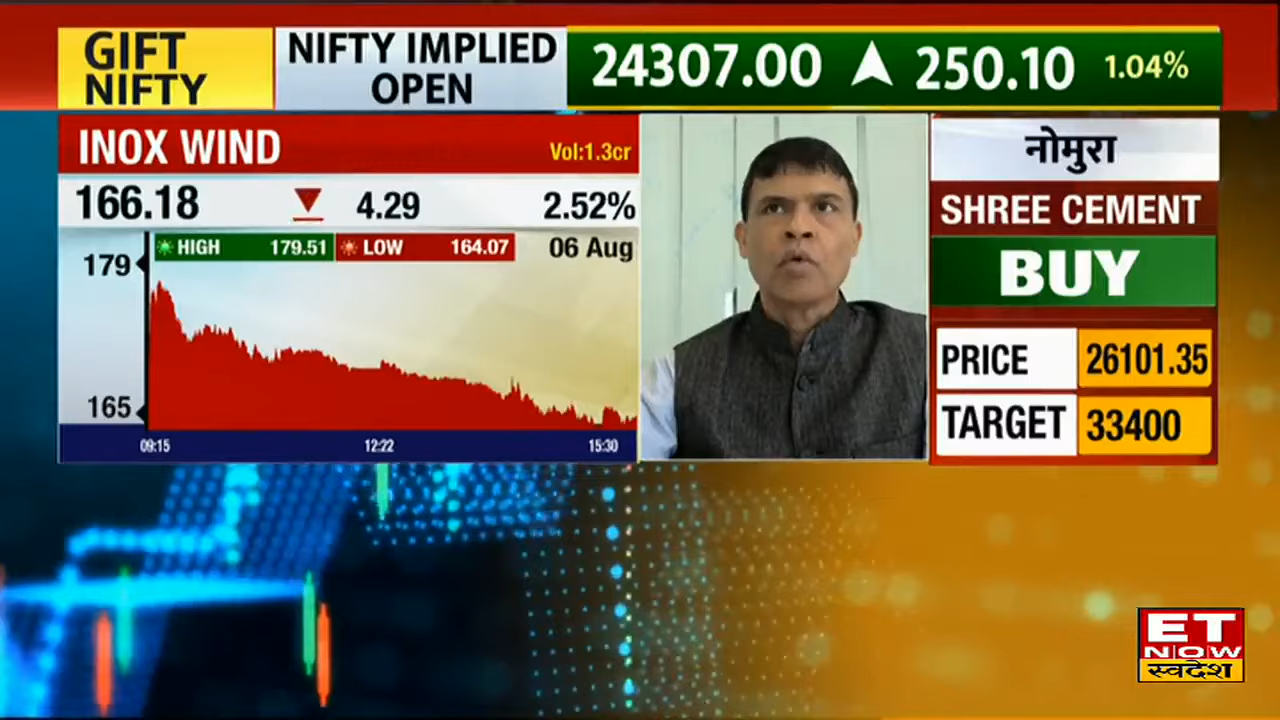 GIFT
NIFTY
NIFTY IMPLIED
OPEN
24307.00 250.10 1.04%
INOX WIND Vol:1.3cr
166.18 4.29 2.52%
HIGH 179.51 LOW 164.07 06 Aug
179
165
09:15 12:22 15:30
नोमुरा
SHREE CEMENT
BUY
PRICE 26101.35
TARGET 33400
ET
NOW
स्वदेश